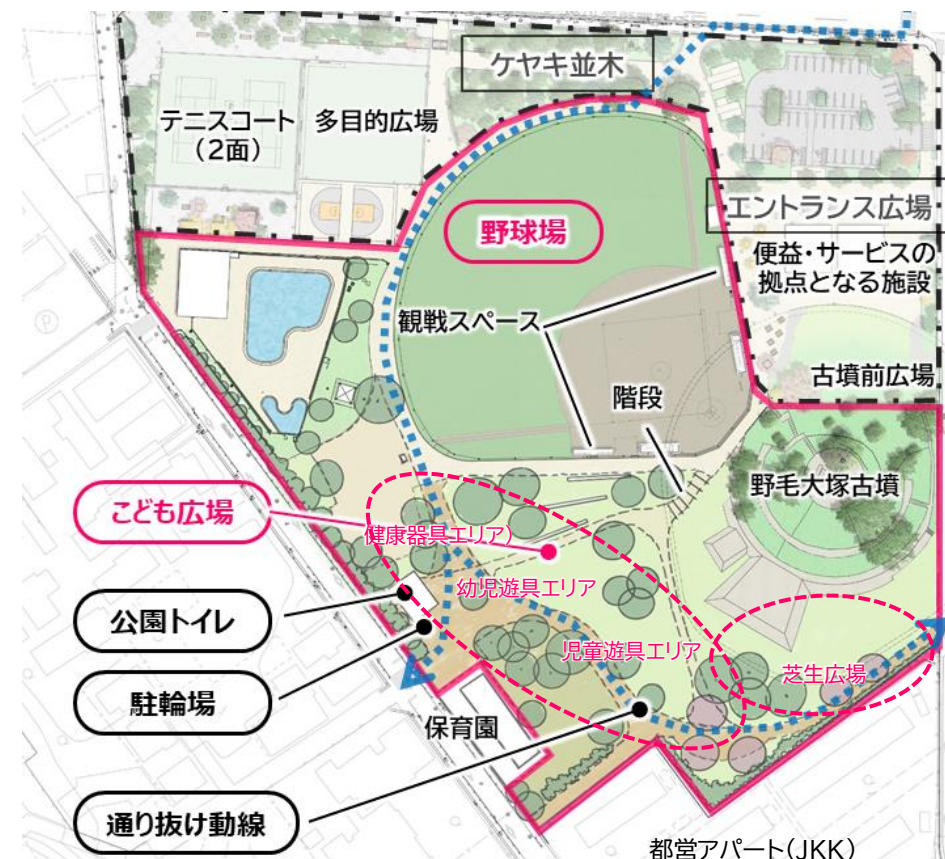 ケヤキ並木
テニスコート
（2面）
多目的広場
エントランス広場
野球場
便益・サービスの
拠点となる施設
観戦スペース
古墳前広場
階段
野毛大塚古墳
こども広場
健康器具エリア）
幼児遊具エリア
公園トイレ
児童遊具エリア
芝生広場
駐輪場
保育園
通り抜け動線
都営アパート（JKK）
P